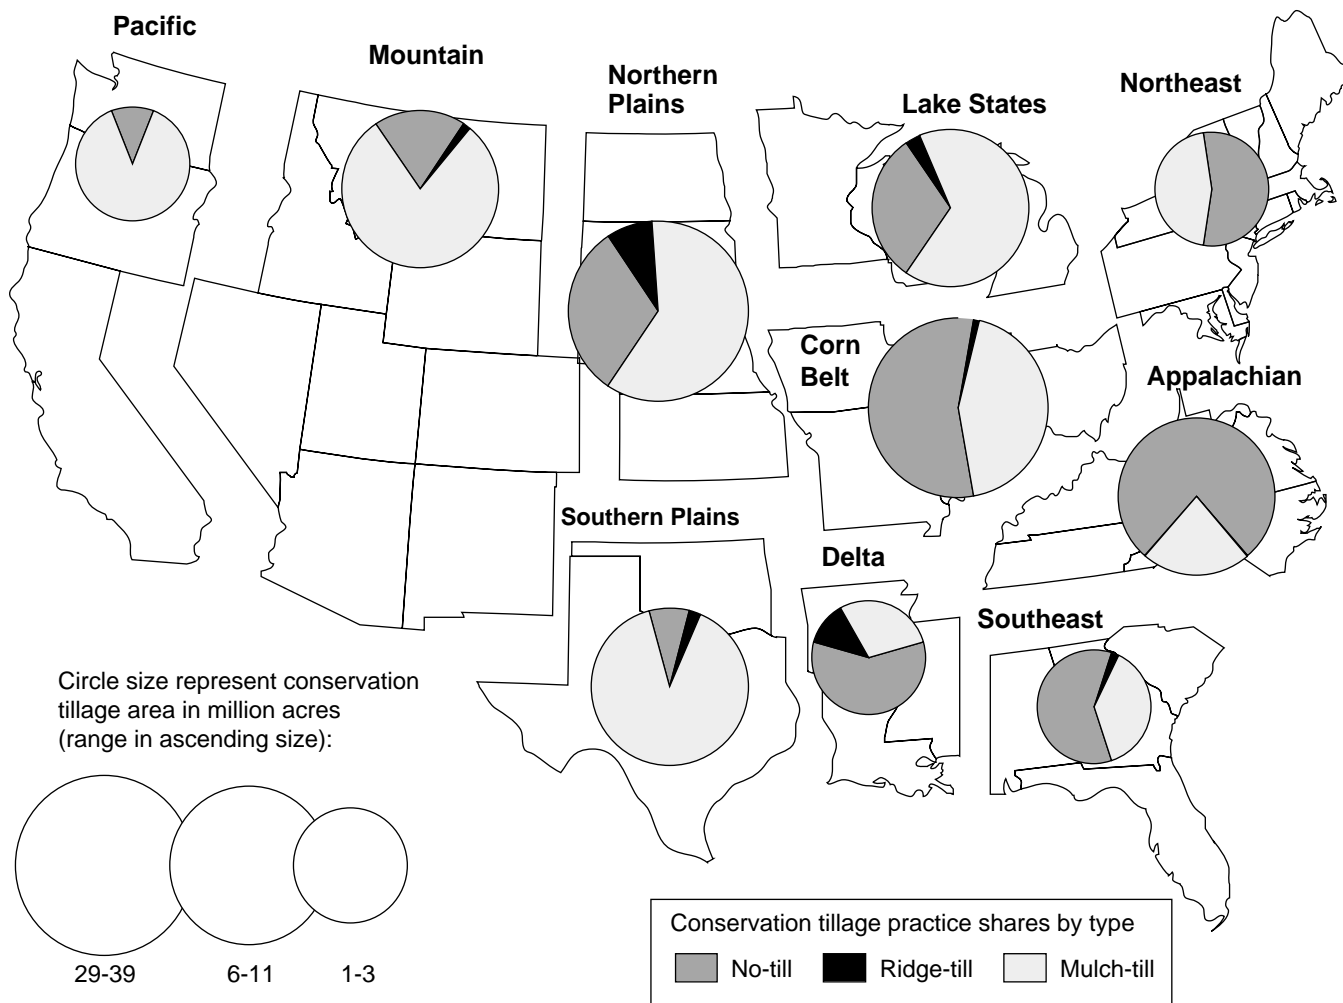 Pacific
Mountain
Northern
Plains
Lake States
Northeast
Corn
Belt
Appalachian
Southern Plains
Delta
Southeast
Circle size represent conservation
tillage area in million acres
(range in ascending size):
29-39
6-11
1-3
Conservation tillage practice shares by type
No-till
Ridge-till
Mulch-till